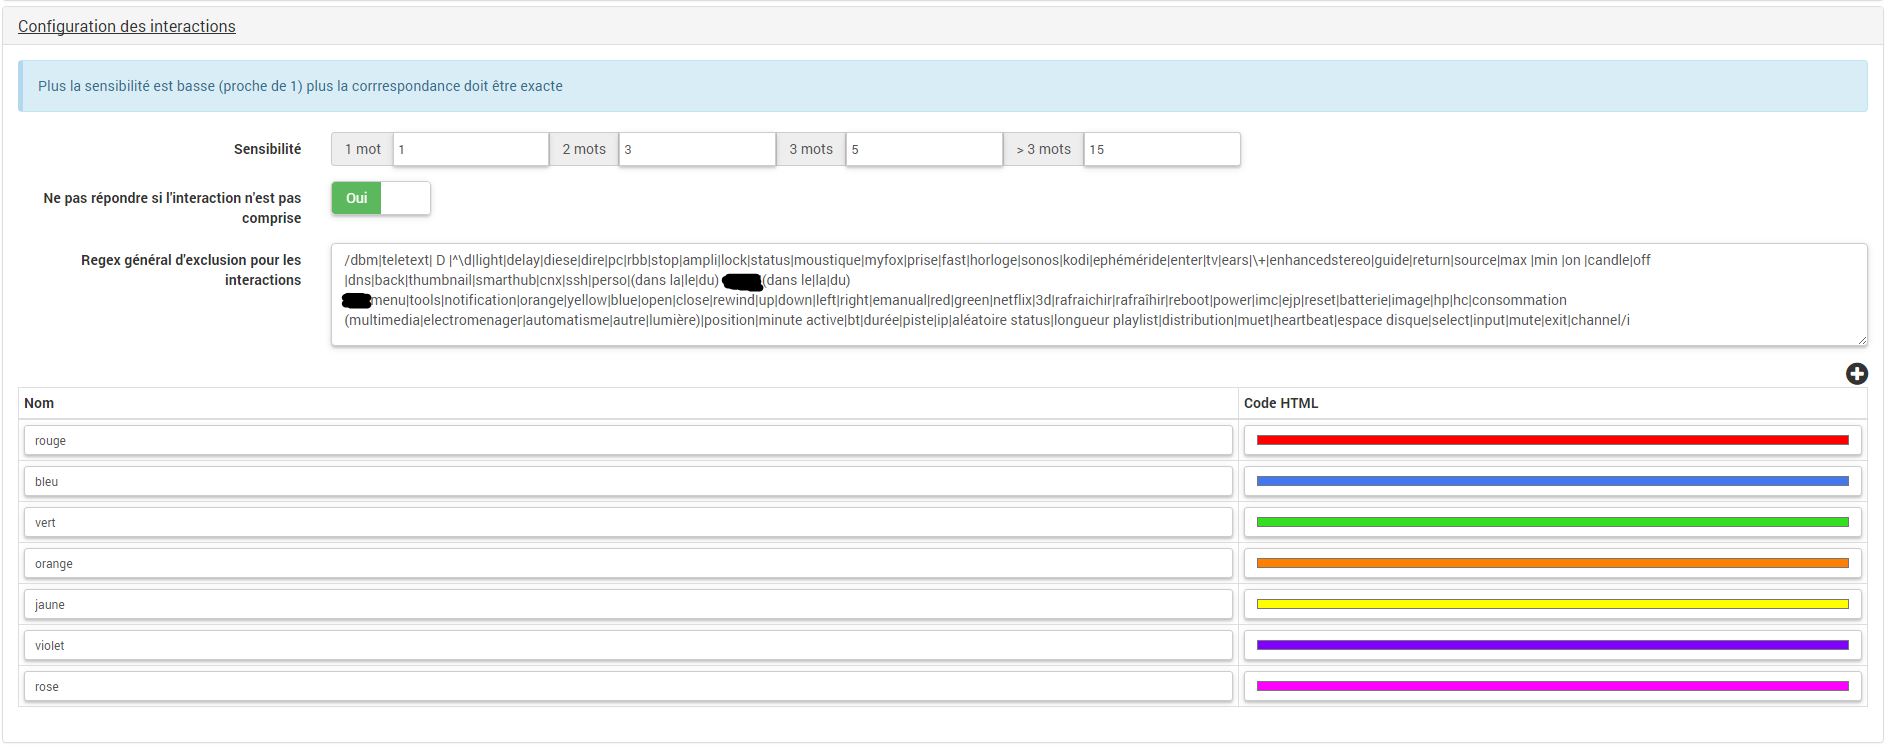 Configuration des interactions
Plus la sensibilité est basse (proche de 1) plus la corrrespondance doit être exacte
Sensibilité 1 mot 1 2 mots 3 3 mots 5 > 3 mots 15
Ne pas répondre si l'interaction n'est pas
comprise
Oui
Regex général d'exclusion pour les
interactions
/dbm|teletext| D |^\d|light|delay|diese|dire|pc|rbb|stop|ampli|lock|status|moustique|myfox|prise|fast|horloge|sonos|kodi|ephéméride|enter|tv|ears|\+|enhancedstereo|guide|return|source|max |min |on |candle|off
|dns|back|thumbnail|smarthub|cnx|ssh|perso|(dans la|le|du) (dans le|la|du)
menu|tools|notification|orange|yellow|blue|open|close|rewind|up|down|left|right|emanual|red|green|netflix|3d|rafraichir|rafraîhir|reboot|power|imc|ejp|reset|batterie|image|hp|hc|consommation
(multimedia|electromenager|automatisme|autre|lumière)|position|minute active|bt|durée|piste|ip|aléatoire status|longueur playlist|distribution|muet|heartbeat|espace disque|select|input|mute|exit|channel/i
Nom Code HTML
rouge
bleu
vert
orange
jaune
violet
rose